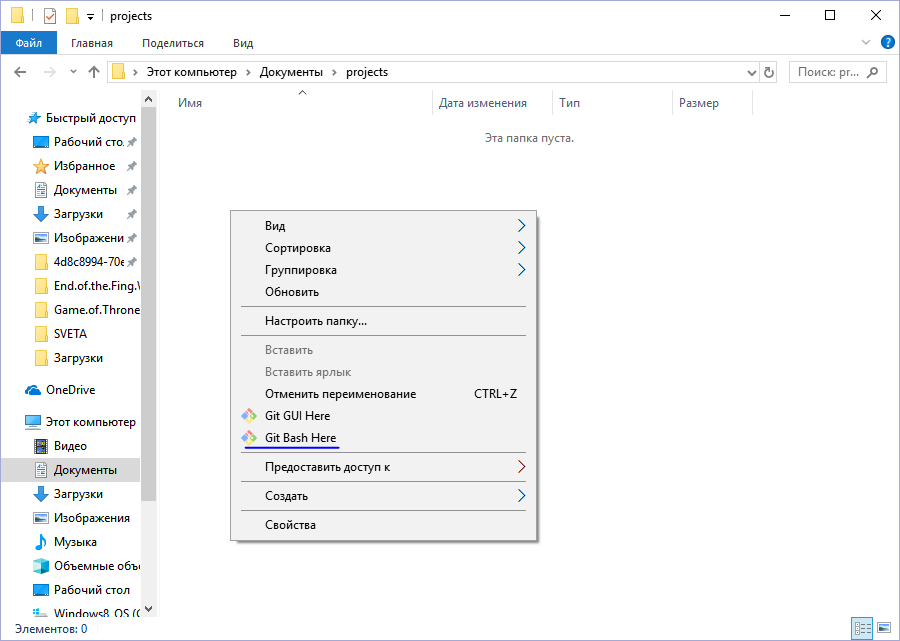 projects
Файл Главная Поделиться Вид
Этот компьютер Документы projects
Поиск: pr...
Имя Дата изменения Тип Размер
Эта папка пуста.
Быстрый доступ
Рабочий сто.
Избранное
Документы
Загрузки
Изображени
4d8c8994-70e
End.of.the.Fing.\
Game.of.Throne
SVETA
Загрузки
OneDrive
Этот компьютер
Видео
Документы
Загрузки
Изображения
Музыка
Объемные объ
Рабочий стол
Windows8_OS (C
Вид
Сортировка
Группировка
Обновить
Настроить папку...
Вставить
Вставить ярлык
Отменить переименование CTRL+Z
Git GUI Here
Git Bash Here
Предоставить доступ к
Создать
Свойства
Элементов: 0